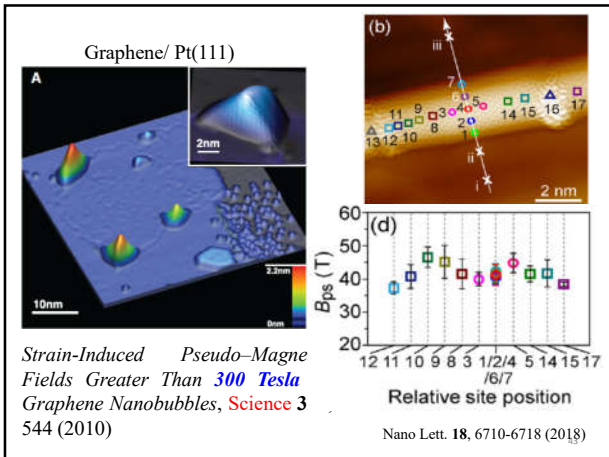 Graphene/ Pt(111)
A
2nm
2.2nm
0nm
10nm
Strain-Induced Pseudo–Magne
Fields Greater Than 300 Tesla
Graphene Nanobubbles, Science 3
544 (2010)
(b)
iii
7
6
5
4
3
2
1
8
9
10
11
12
13
14
15
16
17
ii
i
2 nm
(d)
60
50
40
30
20
Bps (T)
12 11 10 9 8 3 1/2/4 5 14 15 17
/6/7
Relative site position
Nano Lett. 18, 6710-6718 (2018)